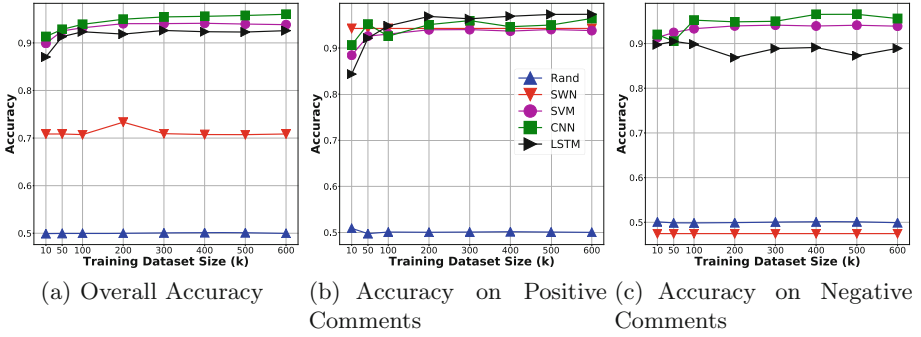 0.9
0.8
0.7
0.6
0.5
Accuracy
10 50 100 200 300 400 500 600
Training Dataset Size (k)
(a) Overall Accuracy
0.9
0.8
0.7
0.6
0.5
Accuracy
Rand
SWN
SVM
CNN
LSTM
10 50 100 200 300 400 500 600
Training Dataset Size (k)
(b) Accuracy on Positive
Comments
0.9
0.8
0.7
0.6
0.5
Accuracy
10 50 100 200 300 400 500 600
Training Dataset Size (k)
(c) Accuracy on Negative
Comments